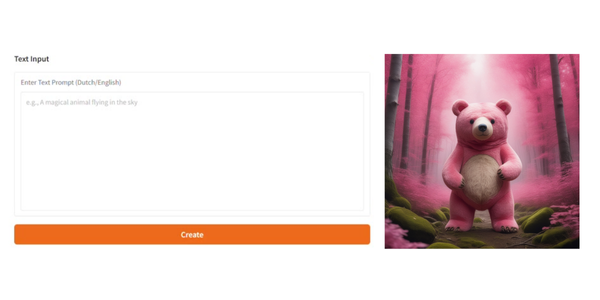 Text Input
Enter Text Prompt (Dutch/English)
e.g., A magical animal flying in the sky
Create